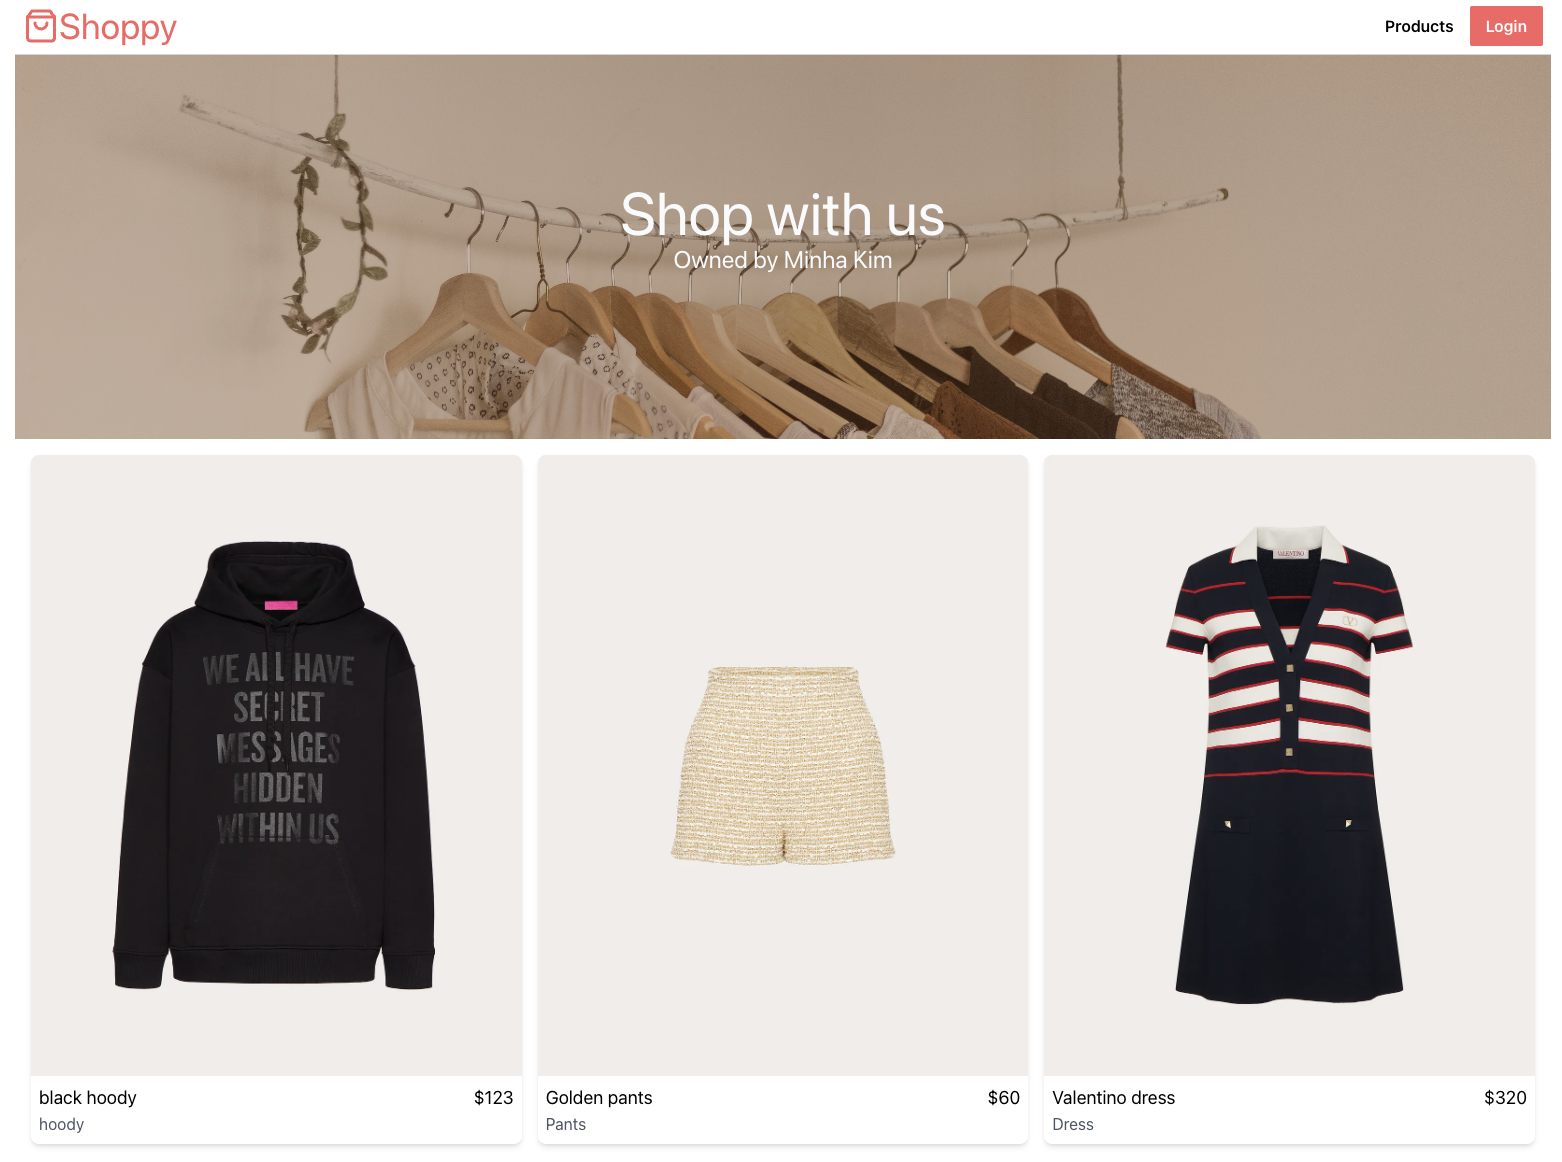 Shoppy
Products
Login
Shop with us
Owned by Minha Kim
WE ALL HAVE
SECRET
MESSAGES
HIDDEN
WITHIN US
VALENTINO
black hoody
$123
hoody
Golden pants
$60
Pants
Valentino dress
$320
Dress